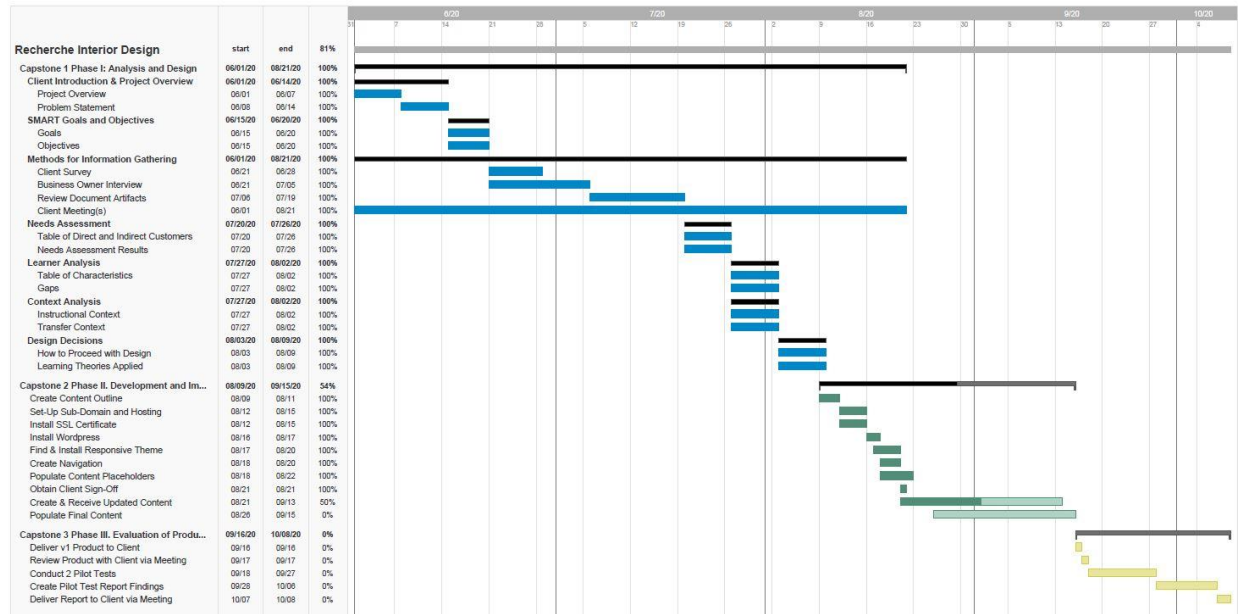 6/20 7/20 8/20 9/20 10/20
31 7 14 21 28 5 12 19 26 2 9 16 23 30 6 13 20 27 4
Recherche Interior Design start end 81%
Capstone 1 Phase I: Analysis and Design 06/01/20 08/21/20 100%
Client Introduction & Project Overview 06/01/20 06/14/20 100%
Project Overview 06/01 06/07 100%
Problem Statement 06/08 06/14 100%
SMART Goals and Objectives 06/15/20 06/20/20 100%
Goals 06/15 06/20 100%
Objectives 06/15 06/20 100%
Methods for Information Gathering 06/01/20 08/21/20 100%
Client Survey 06/21 06/28 100%
Business Owner Interview 06/21 07/05 100%
Review Document Artifacts 07/06 07/19 100%
Client Meeting(s) 06/01 08/21 100%
Needs Assessment 07/20/20 07/26/20 100%
Table of Direct and Indirect Customers 07/20 07/26 100%
Needs Assessment Results 07/20 07/26 100%
Learner Analysis 07/27/20 08/02/20 100%
Table of Characteristics 07/27 08/02 100%
Gaps 07/27 08/02 100%
Context Analysis 07/27/20 08/02/20 100%
Instructional Context 07/27 08/02 100%
Transfer Context 07/27 08/02 100%
Design Decisions 08/03/20 08/09/20 100%
How to Proceed with Design 08/03 08/09 100%
Learning Theories Applied 08/03 08/09 100%
Capstone 2 Phase II. Development and Im... 08/09/20 09/15/20 54%
Create Content Outline 08/09 08/11 100%
Set-Up Sub-Domain and Hosting 08/12 08/15 100%
Install SSL Certificate 08/12 08/15 100%
Install Wordpress 08/16 08/17 100%
Find & Install Responsive Theme 08/17 08/20 100%
Create Navigation 08/18 08/20 100%
Populate Content Placeholders 08/18 08/22 100%
Obtain Client Sign-Off 08/21 08/21 100%
Create & Receive Updated Content 08/21 09/13 50%
Populate Final Content 08/26 09/15 0%
Capstone 3 Phase III. Evaluation of Produ... 09/16/20 10/08/20 0%
Deliver v1 Product to Client 09/16 09/16 0%
Review Product with Client via Meeting 09/17 09/17 0%
Conduct 2 Pilot Tests 09/18 09/27 0%
Create Pilot Test Report Findings 09/28 10/06 0%
Deliver Report to Client via Meeting 10/07 10/08 0%